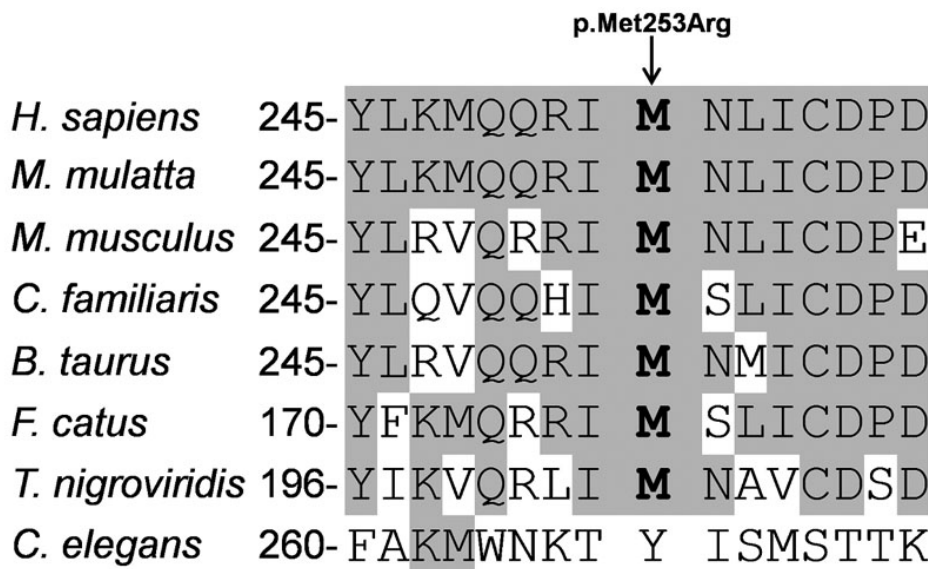 p.Met253Arg
H. sapiens 245-YLKMQQRI M NLICDPD
M. mulatta 245-YLKMQQRI M NLICDPD
M. musculus 245-YLRVQRRI M NLICDPE
C. familiaris 245-YLQVQQHI M SLICDPD
B. taurus 245-YLRVQQRI M NMICDPD
F. catus 170-YFKMQRRI M SLICDPD
T. nigroviridis 196-YIKVQRLI M NAVCDSD
C. elegans 260-FAKMWNKT Y ISMSTTK